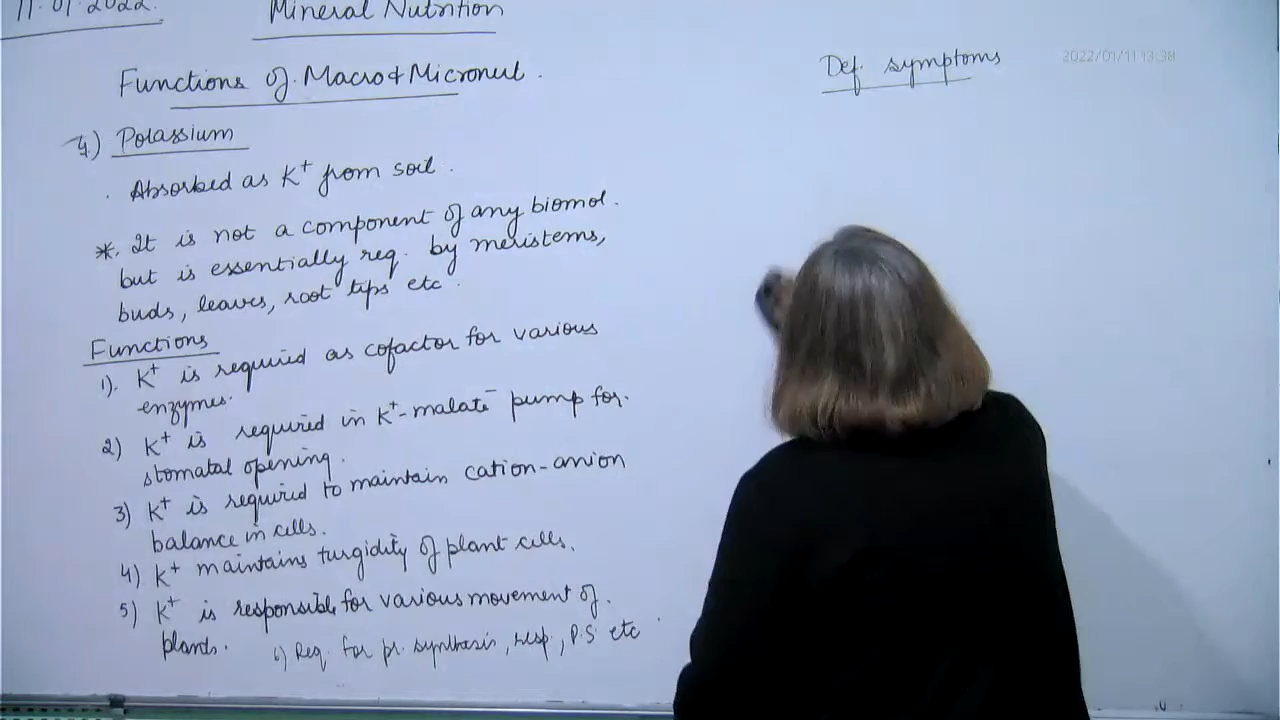 11.01.2022.
Mineral Nutrition
Functions of Macro & Micronut.
Def. symptoms
2022/01/11 13:38
4) Potassium
. Absorbed as K+ from soil.
*. It is not a component of any biomol.
but is essentially req. by meristems,
buds, leaves, root tips etc.
Functions
1). K+ is required as cofactor for various
enzymes.
2) K+ is required in K+-malate pump for.
stomatal opening.
3) K+ is required to maintain cation-anion
balance in cells.
4) K+ maintains turgidity of plant cells.
5) K+ is responsible for various movement of.
plants.
6) Req. for pr. synthesis, resp, P.S etc.